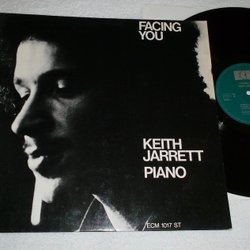 FACING
YOU
KEITH
JARRETT
PIANO
ECM 1017 ST